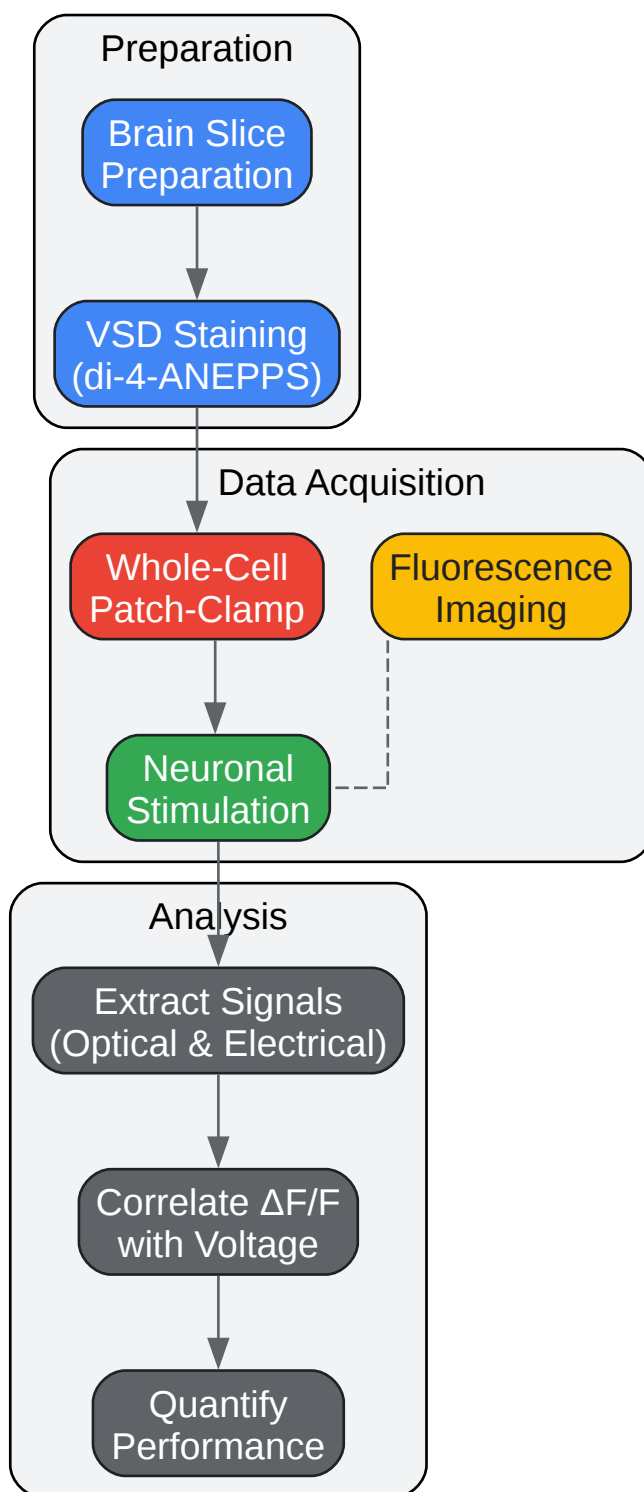 Preparation
Brain Slice
Preparation
VSD Staining
(di-4-ANEPPS)
Data Acquisition
Whole-Cell
Patch-Clamp
Fluorescence
Imaging
Neuronal
Stimulation
Analysis
Extract Signals
(Optical & Electrical)
Correlate ΔF/F
with Voltage
Quantify
Performance